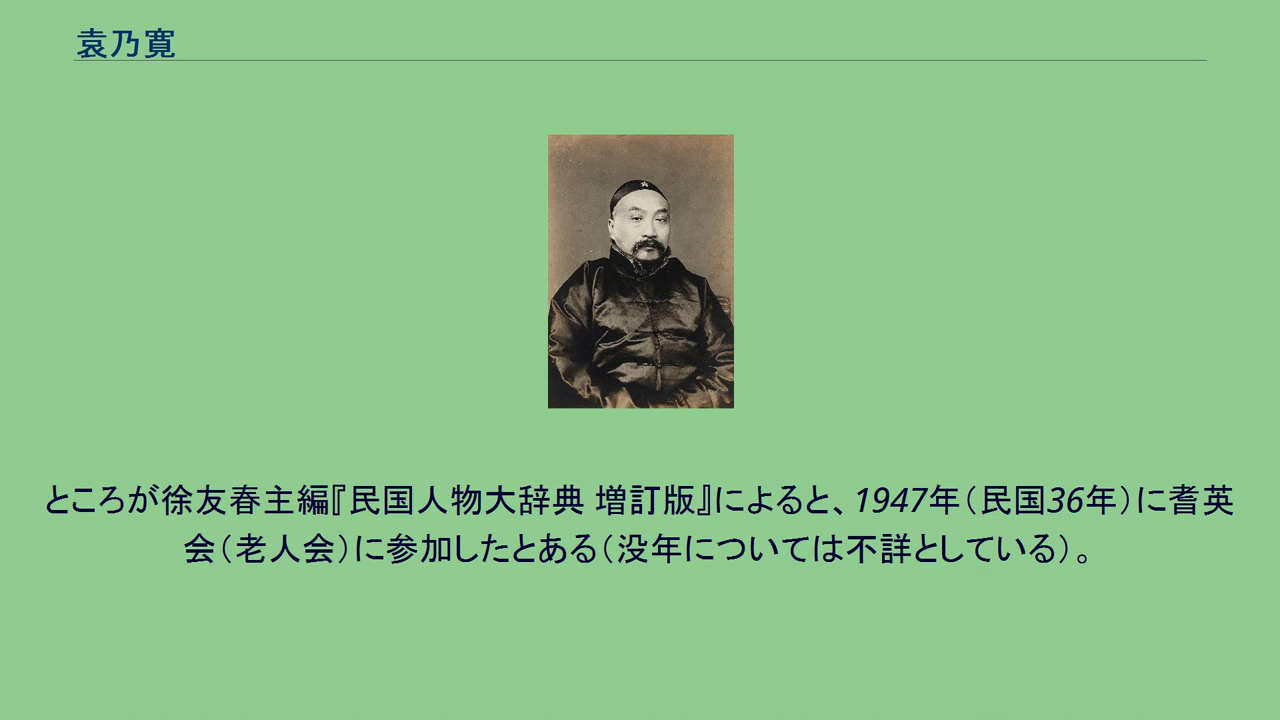 袁乃寛
ところが徐友春主編『民国人物大辞典 増訂版』によると、1947年（民国36年）に耆英
会（老人会）に参加したとある（没年については不詳としている）。